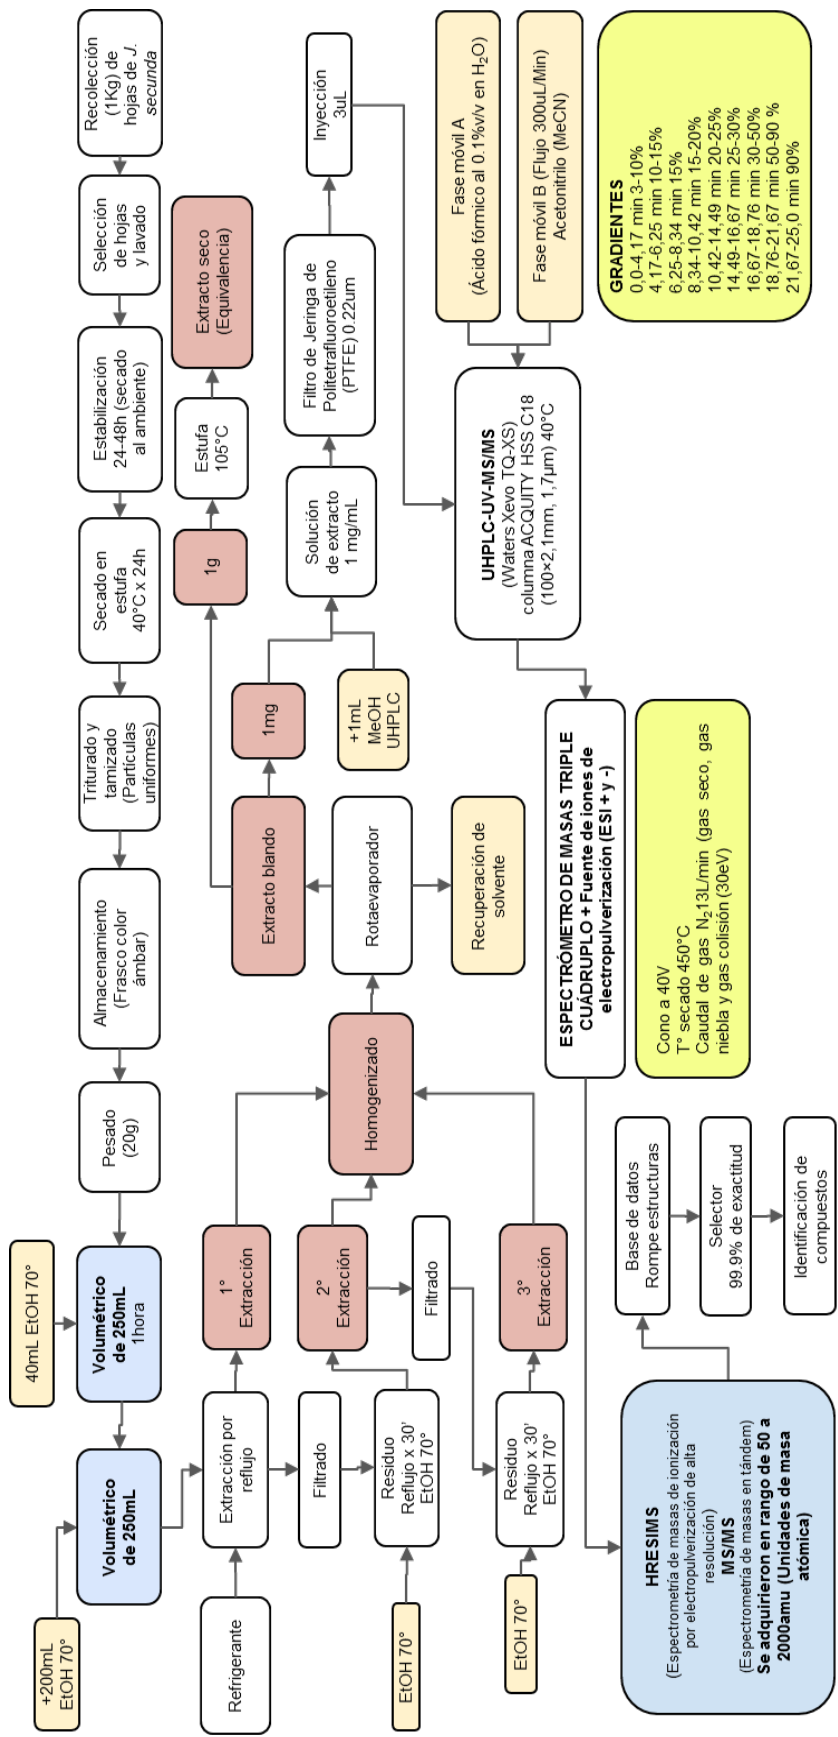 Recolección
(1Kg) de
hojas de J.
secunda
Selección
de hojas
y lavado
Estabilización
24-48h (secado
al ambiente)
Secado en
estufa
40°C x 24h
Triturado y
tamizado
(Partículas
uniformes)
Almacenamiento
(Frasco color
ámbar)
Pesado
(20g)
40mL EtOH 70°
Volumétrico
de 250mL
1hora
+200mL
EtOH 70°
Volumétrico
de 250mL
Refrigerante
Extracción por
reflujo
1°
Extracción
Filtrado
EtOH 70°
Residuo
Reflujo x 30'
EtOH 70°
2°
Extracción
Filtrado
EtOH 70°
Residuo
Reflujo x 30'
EtOH 70°
3°
Extracción
Homogenizado
Rotaevaporador
Recuperación de
solvente
Extracto blando
1g
Estufa
105°C
Extracto seco
(Equivalencia)
1mg
+1mL
MeOH
UHPLC
Solución
de extracto
1 mg/mL
Filtro de Jeringa de
Politetrafluoroetileno
(PTFE) 0.22um
Inyección
3uL
Fase móvil A
(Ácido fórmico al 0.1%v/v en H₂O)
Fase móvil B (Flujo 300uL/Min)
Acetonitrilo (MeCN)
GRADIENTES
0,0-4,17 min 3-10%
4,17-6,25 min 10-15%
6,25-8,34 min 15%
8,34-10,42 min 15-20%
10,42-14,49 min 20-25%
14,49-16,67 min 25-30%
16,67-18,76 min 30-50%
18,76-21,67 min 50-90 %
21,67-25,0 min 90%
UHPLC-UV-MS/MS
(Waters Xevo TQ-XS)
columna ACQUITY HSS C18
(100×2,1mm, 1,7μm) 40°C
ESPECTRÓMETRO DE MASAS TRIPLE
CUÁDRUPLO + Fuente de iones de
electropulverización (ESI + y -)
Cono a 40V
T° secado 450°C
Caudal de gas N₂13L/min (gas seco, gas
niebla y gas colisión (30eV)
HRESIMS
(Espectrometría de masas de ionización
por electropulverización de alta
resolución)
MS/MS
(Espectrometría de masas en tándem)
Se adquirieron en rango de 50 a
2000amu (Unidades de masa
atómica)
Base de datos
Rompe estructuras
Selector
99.9% de exactitud
Identificación de
compuestos